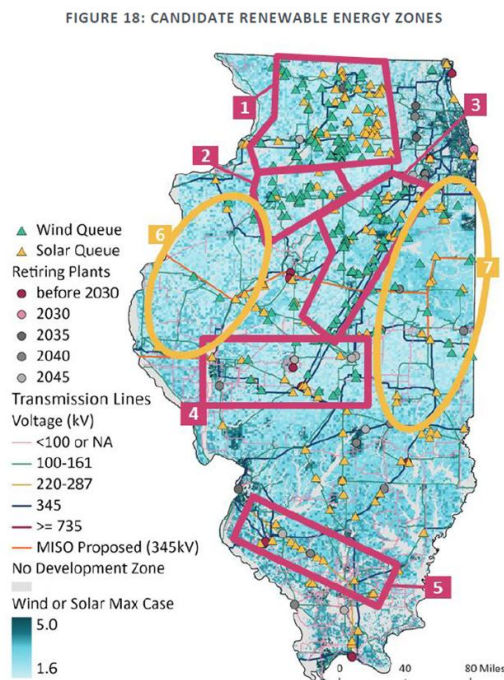 FIGURE 18: CANDIDATE RENEWABLE ENERGY ZONES
1
3
2
6
7
Wind Queue
Solar Queue
Retiring Plants
before 2030
2030
2035
2040
2045
Transmission Lines
Voltage (kV)
<100 or NA
100-161
220-287
345
>= 735
MISO Proposed (345kV)
No Development Zone
Wind or Solar Max Case
5.0
1.6
4
5
0 40 80 Miles